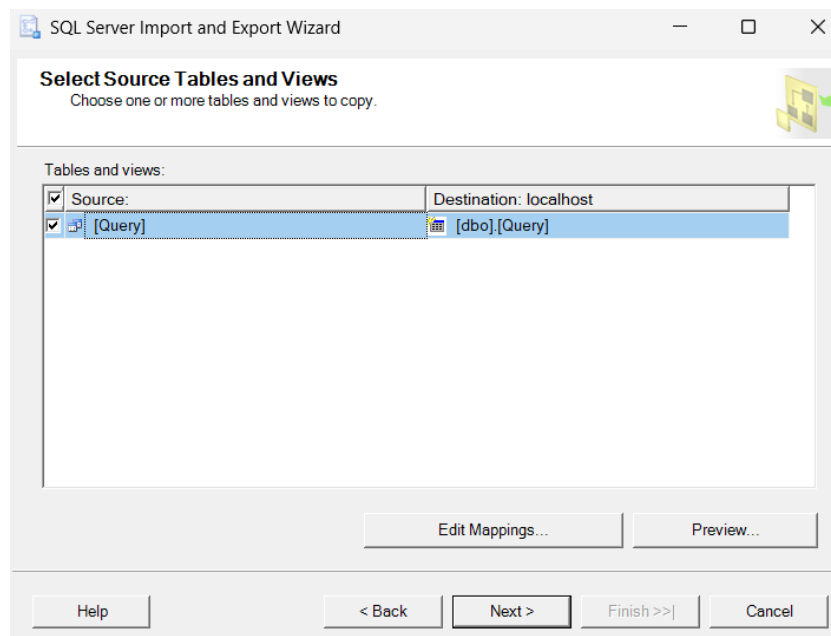 SQL Server Import and Export Wizard
Select Source Tables and Views
Choose one or more tables and views to copy.
Tables and views:
Source: Destination: localhost
[Query] [dbo].[Query]
Edit Mappings... Preview...
Help < Back Next > Finish >>| Cancel